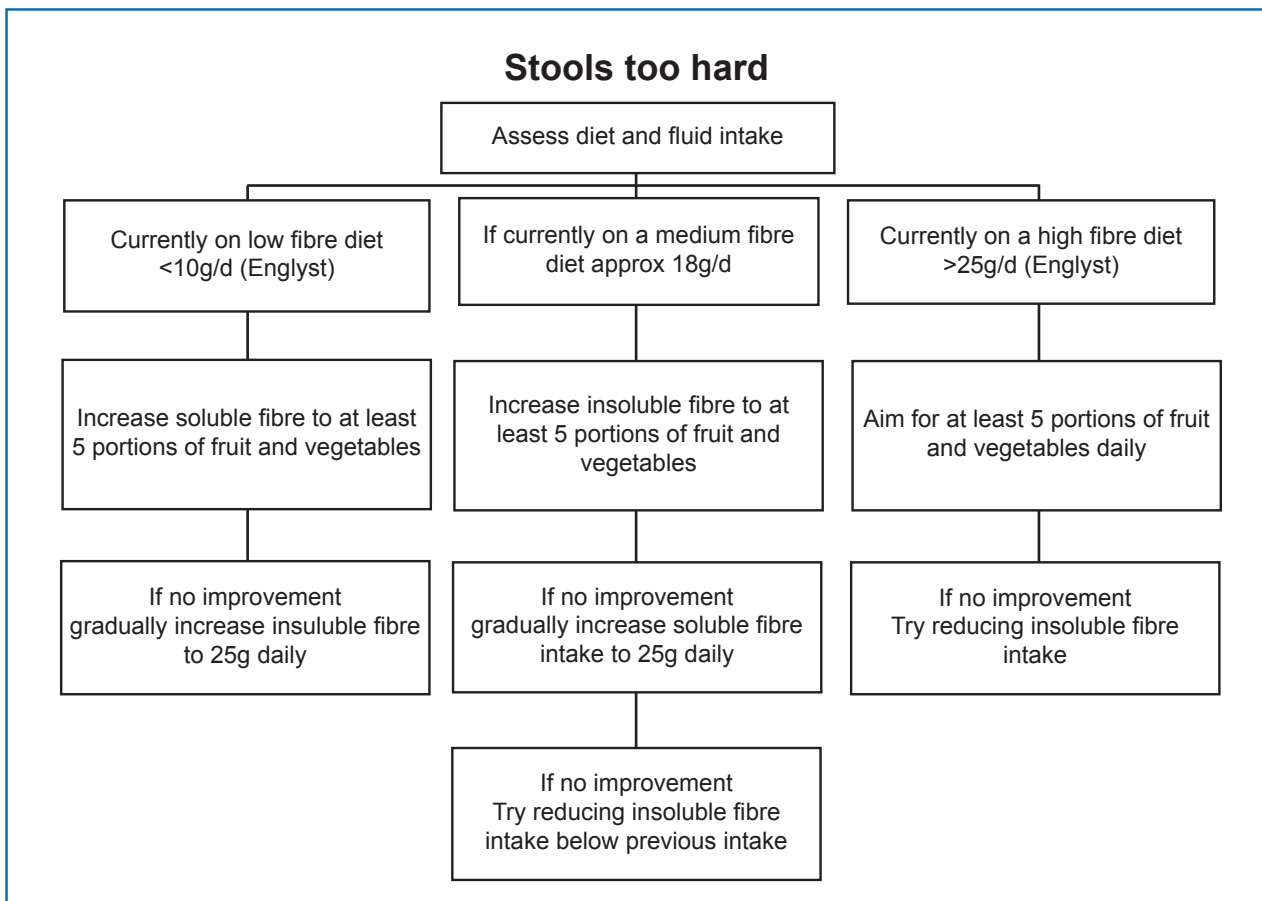 Stools too hard
Assess diet and fluid intake
Currently on low fibre diet
<10g/d (Englyst)
If currently on a medium fibre
diet approx 18g/d
Currently on a high fibre diet
>25g/d (Englyst)
Increase soluble fibre to at least
5 portions of fruit and vegetables
Increase insoluble fibre to at
least 5 portions of fruit and
vegetables
Aim for at least 5 portions of fruit
and vegetables daily
If no improvement
gradually increase insuluble fibre
to 25g daily
If no improvement
gradually increase soluble fibre
intake to 25g daily
If no improvement
Try reducing insoluble fibre
intake
If no improvement
Try reducing insoluble fibre
intake below previous intake